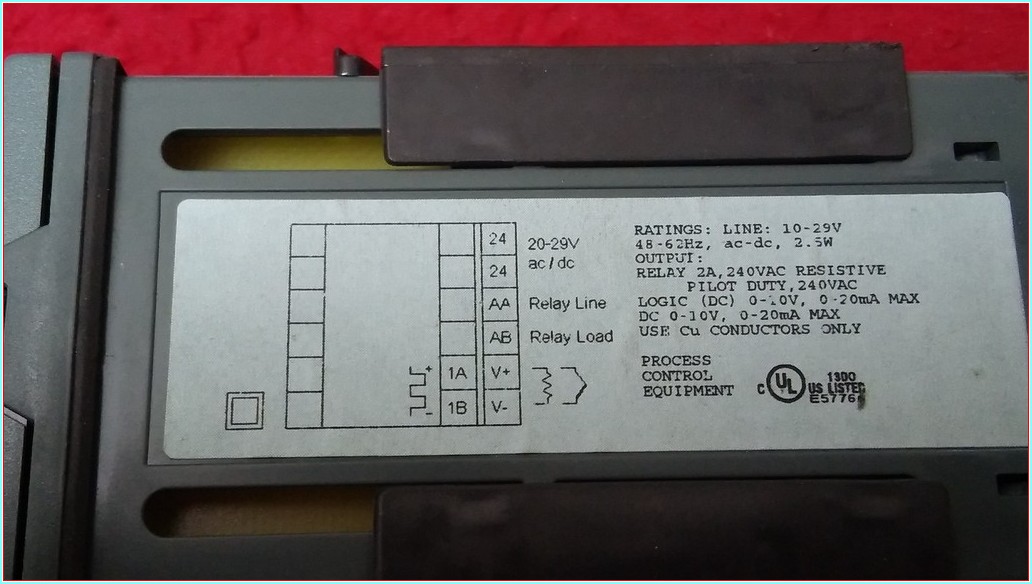 24
20-29V
24
ac/dc
AA
Relay Line
AB
Relay Load
+
1A
V+
-
1B
V-
RATINGS: LINE: 10-29V
48-62Hz, ac-dc, 2.5W
OUTPUT:
RELAY 2A,240VAC RESISTIVE
PILOT DUTY,240VAC
LOGIC (DC) 0-10V, 0-20mA MAX
DC 0-10V, 0-20mA MAX
USE Cu CONDUCTORS ONLY
PROCESS
CONTROL
EQUIPMENT
C UL US LISTED
13DO